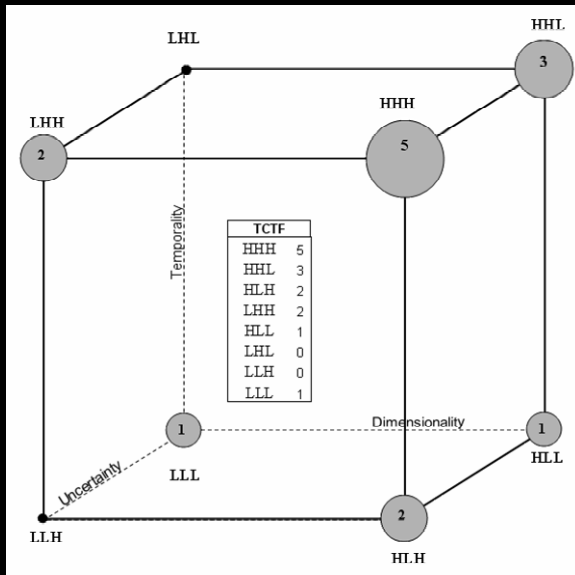 HHL
LHL
3
HHH
LHH
2
5
TCTF
HHH 5
HHL 3
HLH 2
LHH 2
HLL 1
LHL 0
LLH 0
LLL 1
Temporality
Dimensionality
1
1
HLL
LLL
Uncertainty
2
LLH
HLH